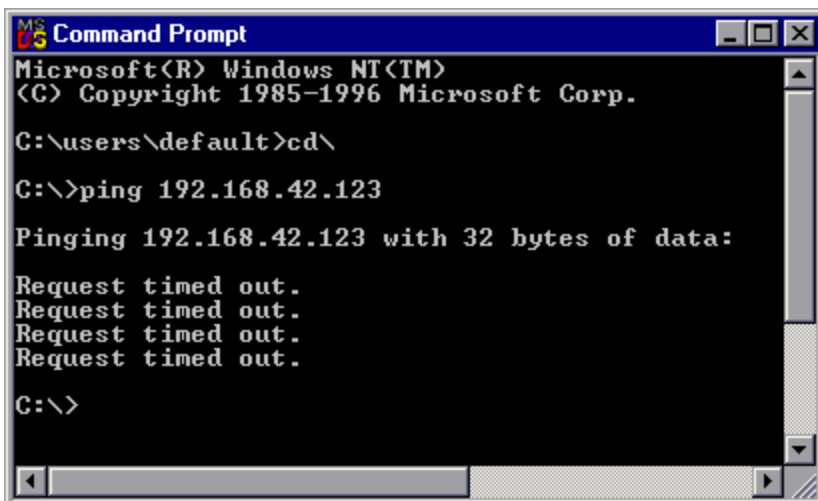 Command Prompt
Microsoft(R) Windows NT(TM)
(C) Copyright 1985-1996 Microsoft Corp.
C:\users\default>cd\
C:\>ping 192.168.42.123
Pinging 192.168.42.123 with 32 bytes of data:
Request timed out.
Request timed out.
Request timed out.
Request timed out.
C:\>